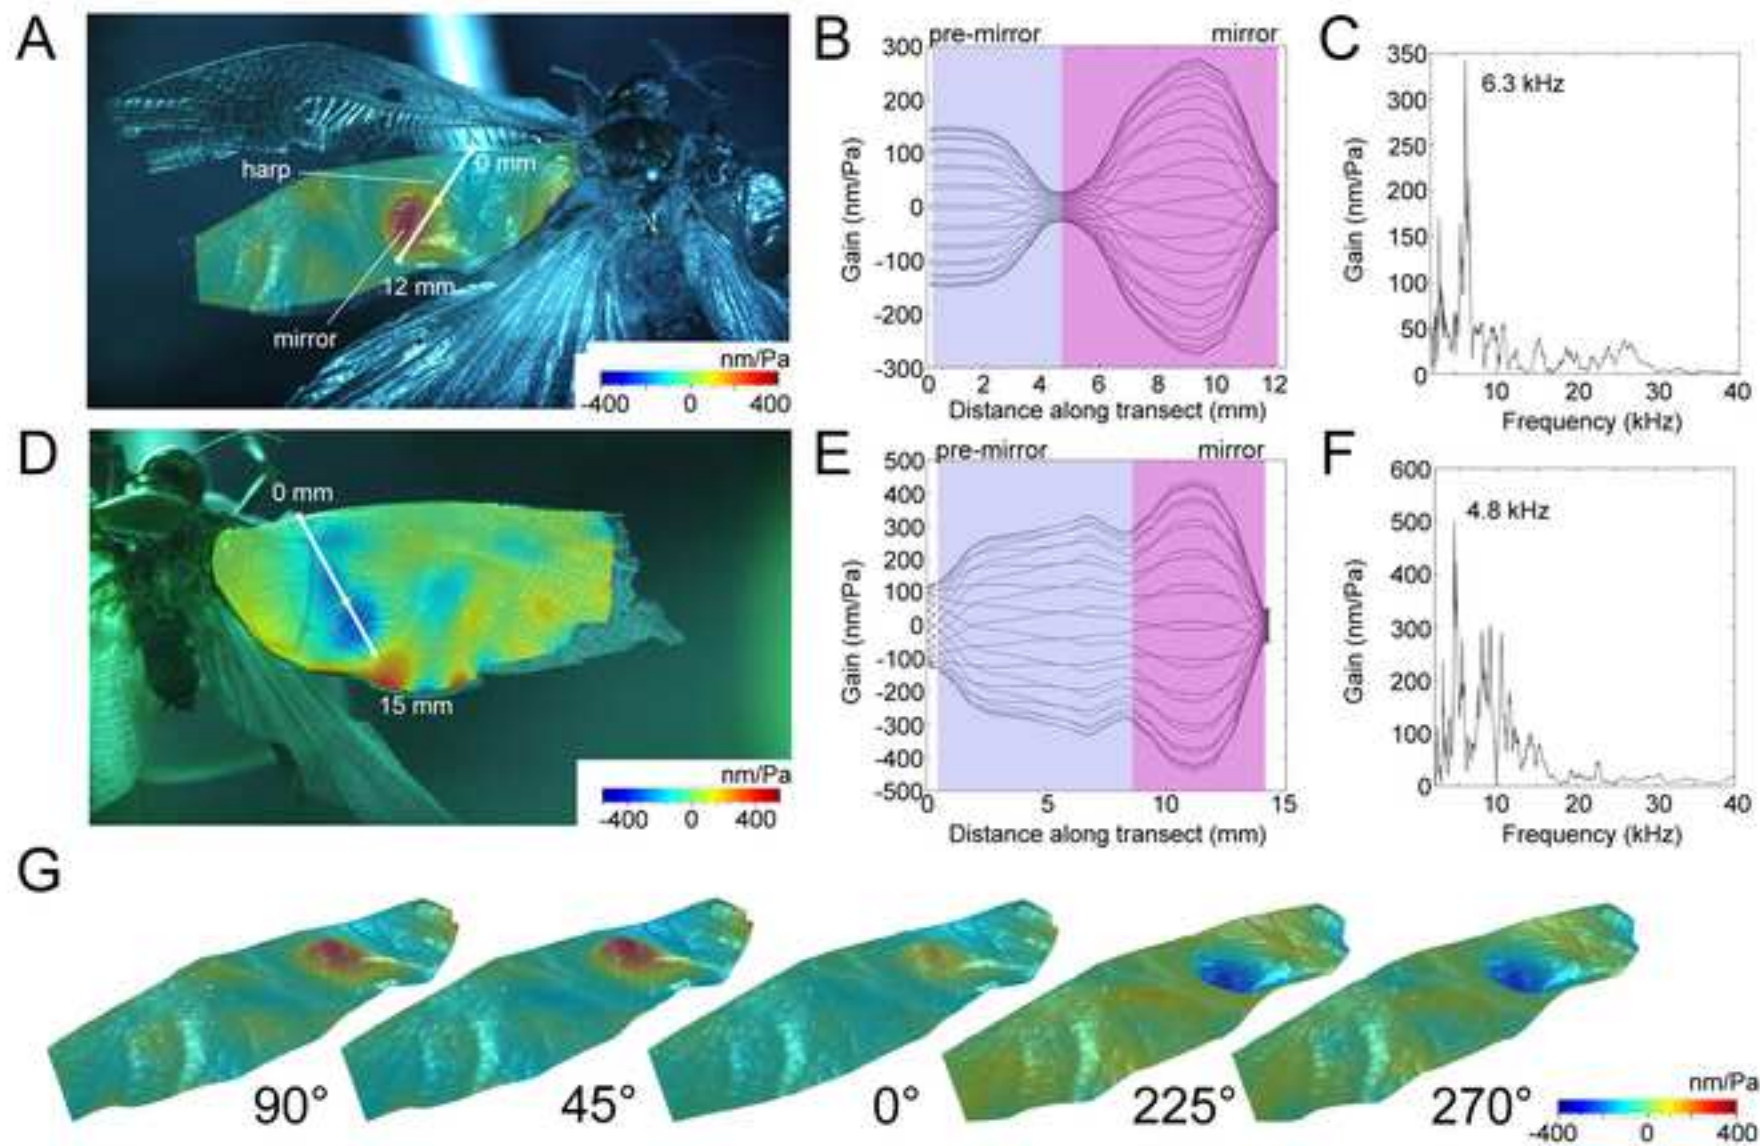 A
harp
0 mm
12 mm
mirror
nm/Pa
-400 0 400
B
pre-mirror mirror
300
200
100
0
-100
-200
-300
Gain (nm/Pa)
0 2 4 6 8 10 12
Distance along transect (mm)
C
350
300
250
200
150
100
50
0
6.3 kHz
Gain (nm/Pa)
10 20 30 40
Frequency (kHz)
D
0 mm
15 mm
nm/Pa
-400 0 400
E
pre-mirror mirror
500
400
300
200
100
0
-100
-200
-300
-400
-500
Gain (nm/Pa)
0 5 10 15
Distance along transect (mm)
F
600
500
400
300
200
100
0
4.8 kHz
Gain (nm/Pa)
10 20 30 40
Frequency (kHz)
G
90° 45° 0° 225° 270°
nm/Pa
-400 0 400